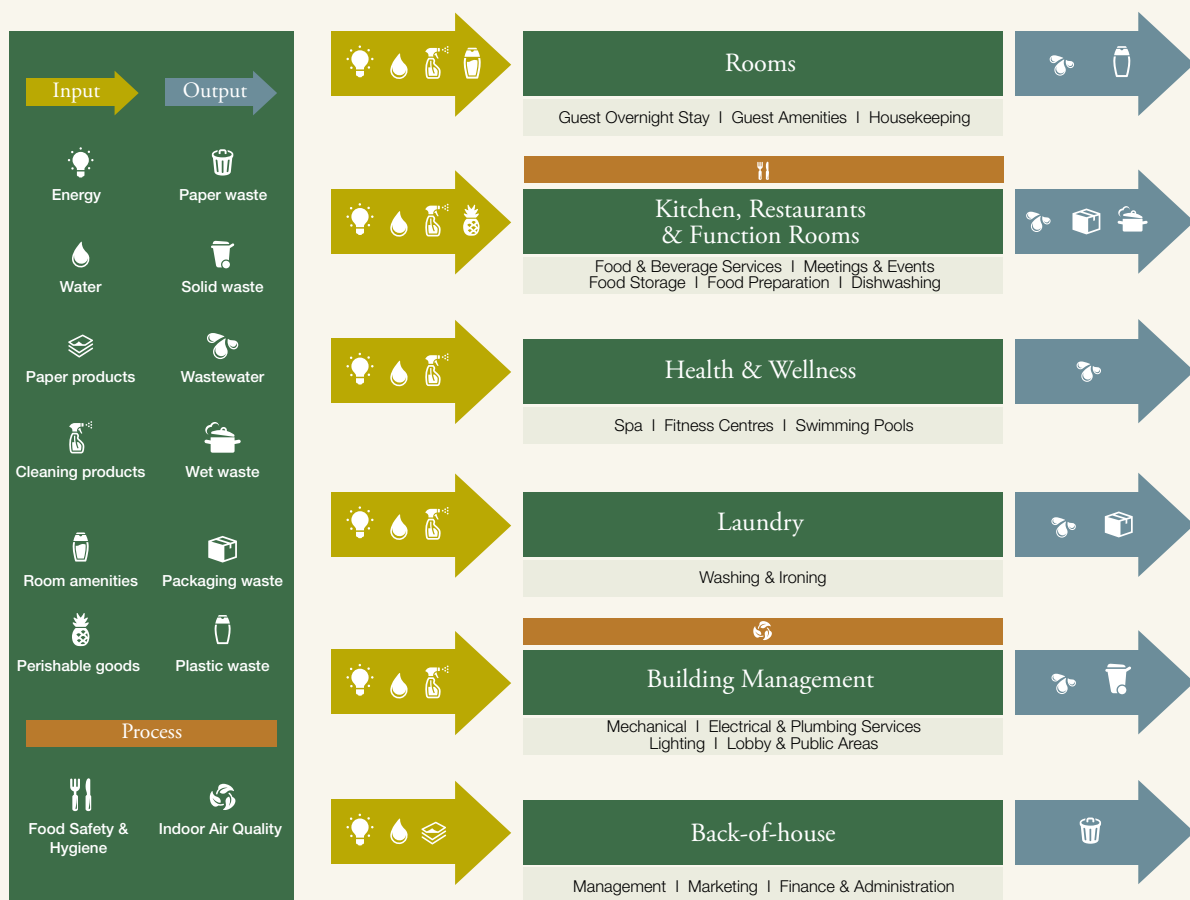 Input
Output
Energy
Paper waste
Water
Solid waste
Paper products
Wastewater
Cleaning products
Wet waste
Room amenities
Packaging waste
Perishable goods
Plastic waste
Process
Food Safety &
Hygiene
Indoor Air Quality
Rooms
Guest Overnight Stay I Guest Amenities I Housekeeping
Kitchen, Restaurants
& Function Rooms
Food & Beverage Services I Meetings & Events
Food Storage I Food Preparation I Dishwashing
Health & Wellness
Spa I Fitness Centres I Swimming Pools
Laundry
Washing & Ironing
Building Management
Mechanical I Electrical & Plumbing Services
Lighting I Lobby & Public Areas
Back-of-house
Management I Marketing I Finance & Administration